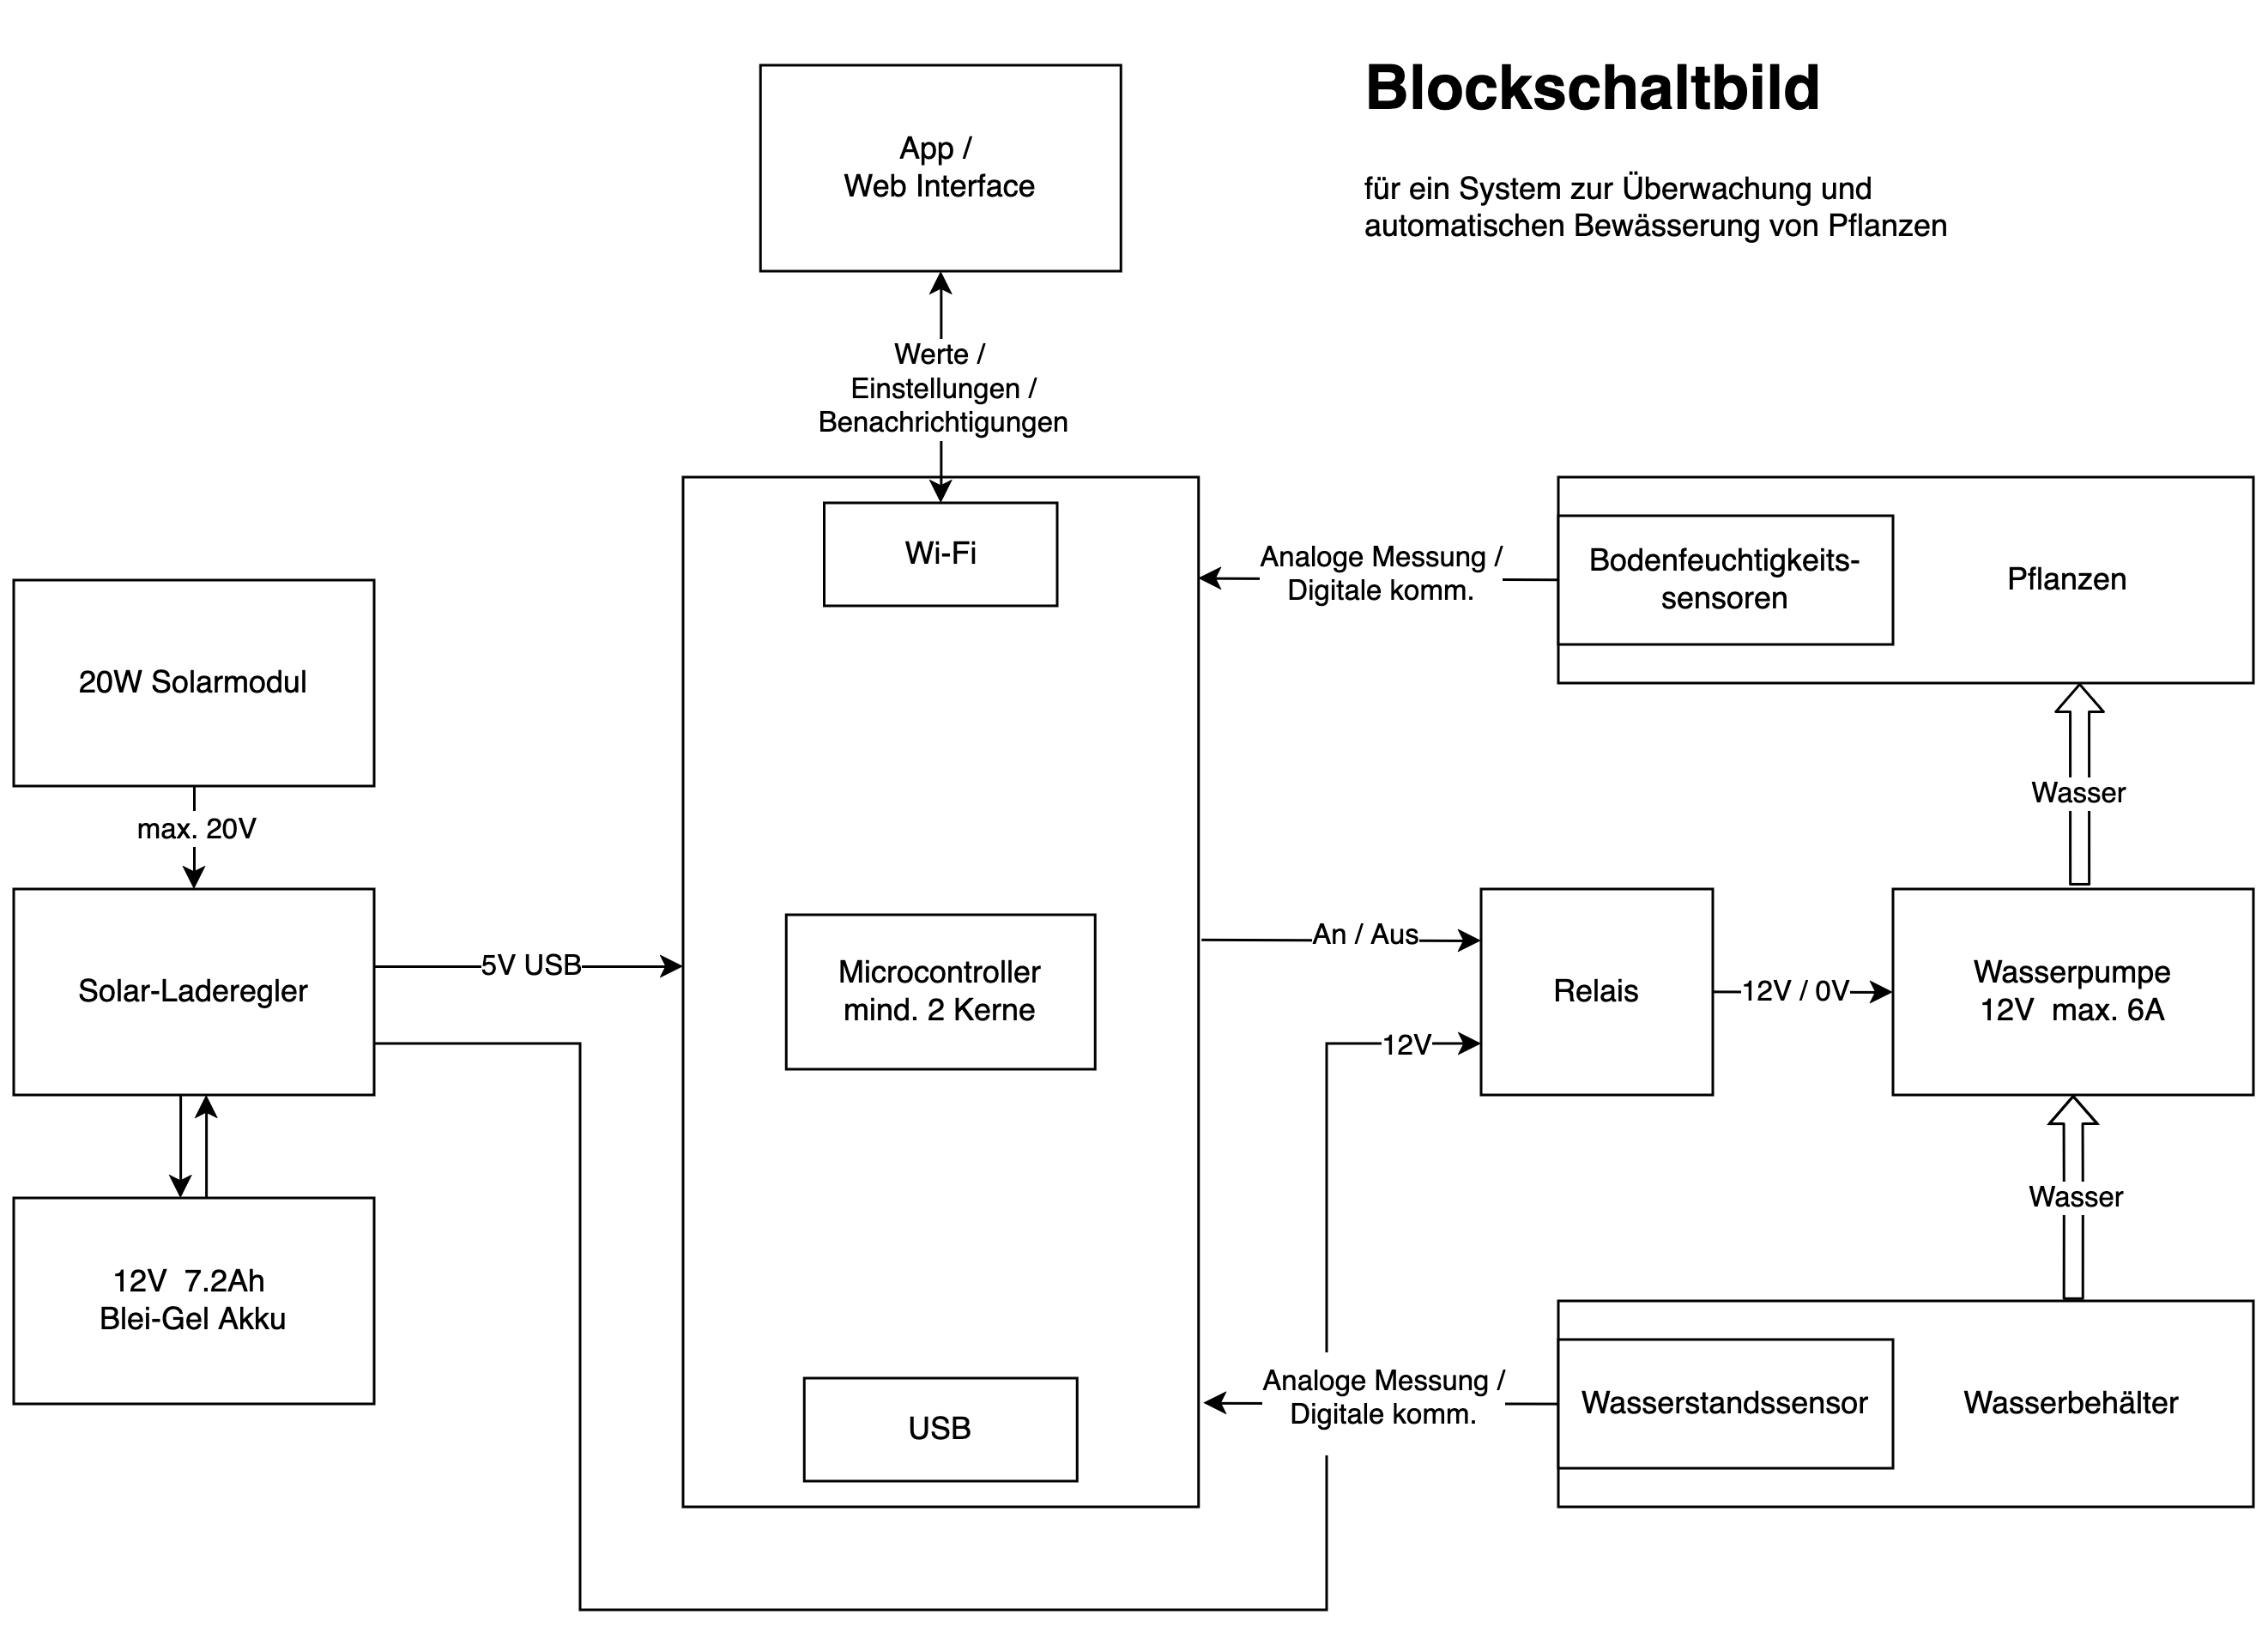 Blockschaltbild
für ein System zur Überwachung und
automatischen Bewässerung von Pflanzen
App /
Web Interface
Werte /
Einstellungen /
Benachrichtigungen
Wi-Fi
Analoge Messung /
Digitale komm.
Bodenfeuchtigkeits-
sensoren
Pflanzen
20W Solarmodul
max. 20V
Wasser
Solar-Laderegler
5V USB
Microcontroller
mind. 2 Kerne
An / Aus
12V
Relais
12V / 0V
Wasserpumpe
12V max. 6A
Wasser
12V 7.2Ah
Blei-Gel Akku
USB
Analoge Messung /
Digitale komm.
Wasserstandssensor
Wasserbehälter